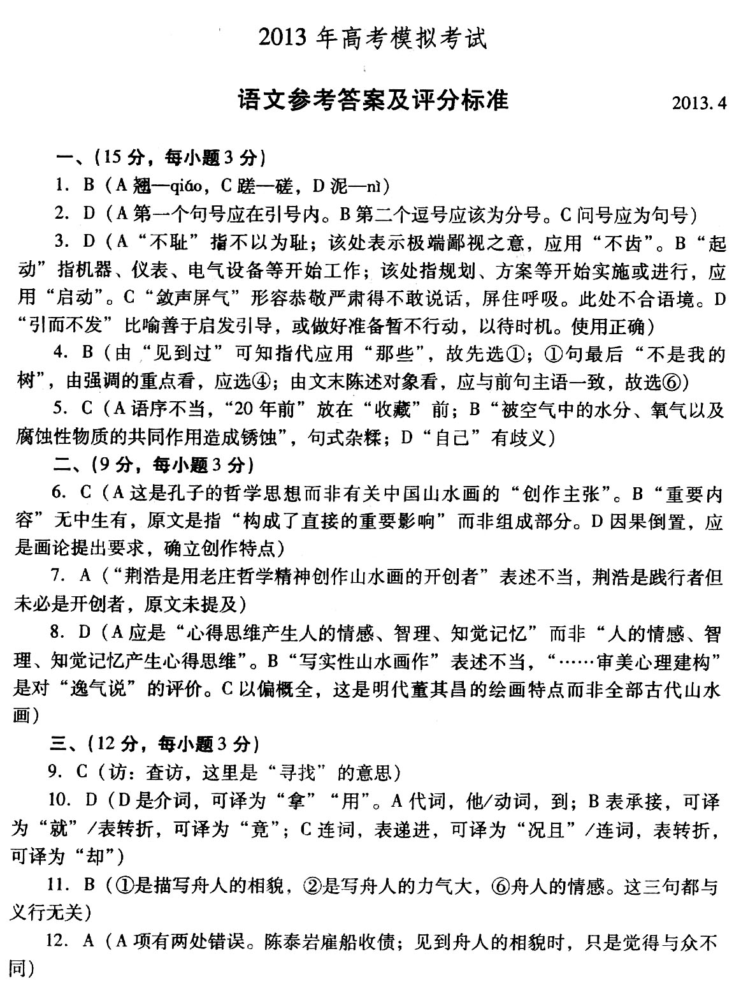 2013 年高考模拟考试
语文参考答案及评分标准 2013.4
一、(15 分，每小题 3 分)
1. B（A 翘—qiáo，C 蹉—磋，D 泥—nì）
2. D（A 第一个句号应在引号内。B 第二个逗号应该为分号。C 问号应为句号）
3. D（A “不耻” 指不以为耻；该处表示极端鄙视之意，应用 “不齿”。B “起
动” 指机器、仪表、电气设备等开始工作；该处指规划、方案等开始实施或进行，应
用 “启动”。C “敛声屏气” 形容恭敬严肃得不敢说话，屏住呼吸。此处不合语境。D
“引而不发” 比喻善于启发引导，或做好准备暂不行动，以待时机。使用正确）
4. B（由 “见到过” 可知指代应用 “那些”，故先选①；①句最后 “不是我的
树”，由强调的重点看，应选④；由文末陈述对象看，应与前句主语一致，故选⑥）
5. C（A 语序不当，“20 年前” 放在 “收藏” 前；B “被空气中的水分、氧气以及
腐蚀性物质的共同作用造成锈蚀”，句式杂糅；D “自己” 有歧义）
二、(9 分，每小题 3 分)
6. C（A 这是孔子的哲学思想而非有关中国山水画的 “创作主张”。B “重要内
容” 无中生有，原文是指 “构成了直接的重要影响” 而非组成部分。D 因果倒置，应
是画论提出要求，确立创作特点）
7. A（“荆浩是用老庄哲学精神创作山水画的开创者” 表述不当，荆浩是践行者但
未必是开创者，原文未提及）
8. D（A 应是 “心得思维产生人的情感、智理、知觉记忆” 而非 “人的情感、智
理、知觉记忆产生心得思维”。B “写实性山水画作” 表述不当，“……审美心理建构”
是对 “逸气说” 的评价。C 以偏概全，这是明代董其昌的绘画特点而非全部古代山水
画）
三、(12 分，每小题 3 分)
9. C（访：查访，这里是 “寻找” 的意思）
10. D（D 是介词，可译为 “拿” “用”。A 代词，他/动词，到；B 表承接，可译
为 “就” /表转折，可译为 “竟”；C 连词，表递进，可译为 “况且” /连词，表转折，
可译为 “却”）
11. B（①是描写舟人的相貌，②是写舟人的力气大，⑥舟人的情感。这三句都与
义行无关）
12. A（A 项有两处错误。陈泰岩雇船收债；见到舟人的相貌时，只是觉得与众不
同）